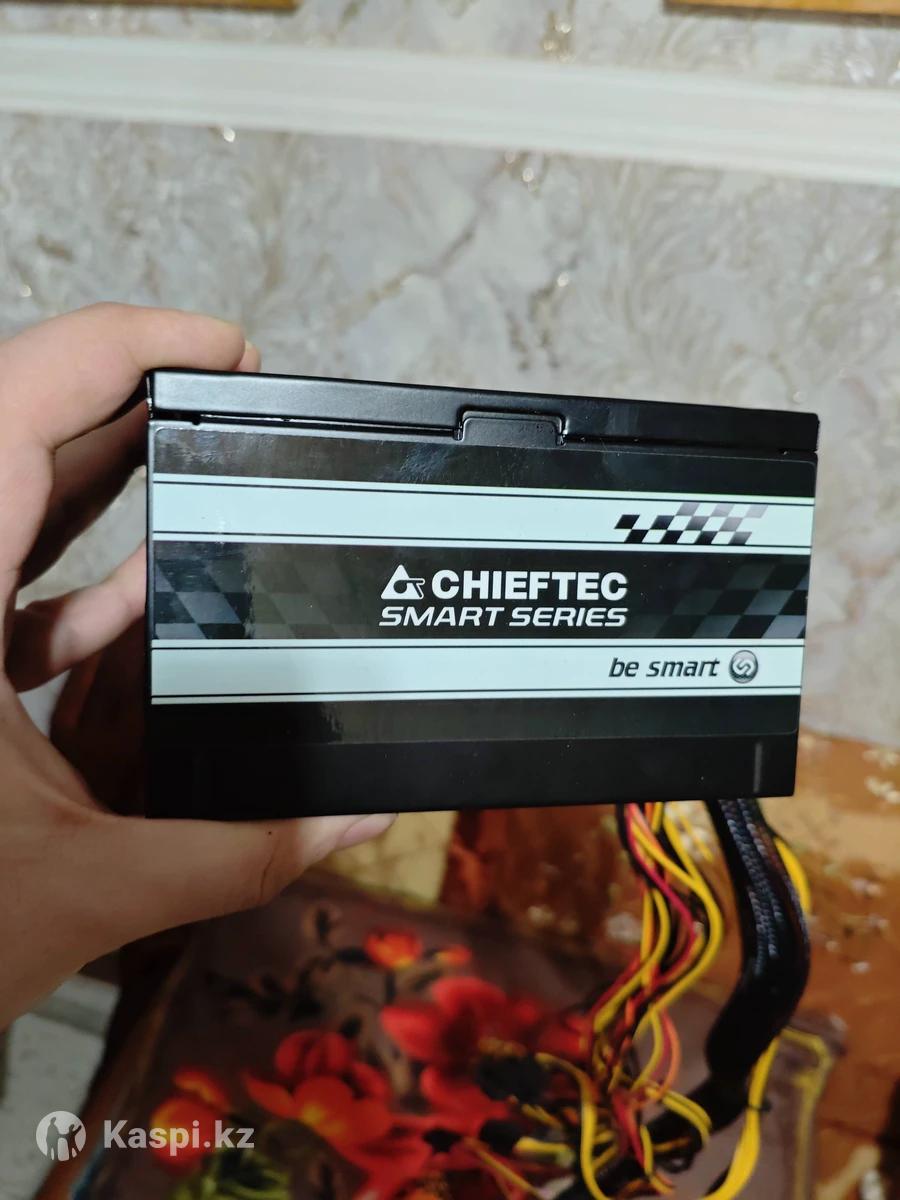 CHIEFTEC
SMART SERIES
be smart
Kaspi.kz